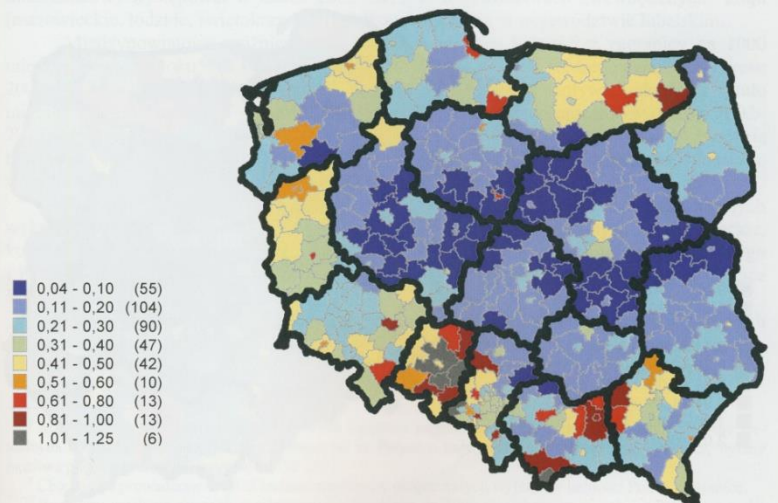 0,04 - 0,10 (55)
0,11 - 0,20 (104)
0,21 - 0,30 (90)
0,31 - 0,40 (47)
0,41 - 0,50 (42)
0,51 - 0,60 (10)
0,61 - 0,80 (13)
0,81 - 1,00 (13)
1,01 - 1,25 (6)